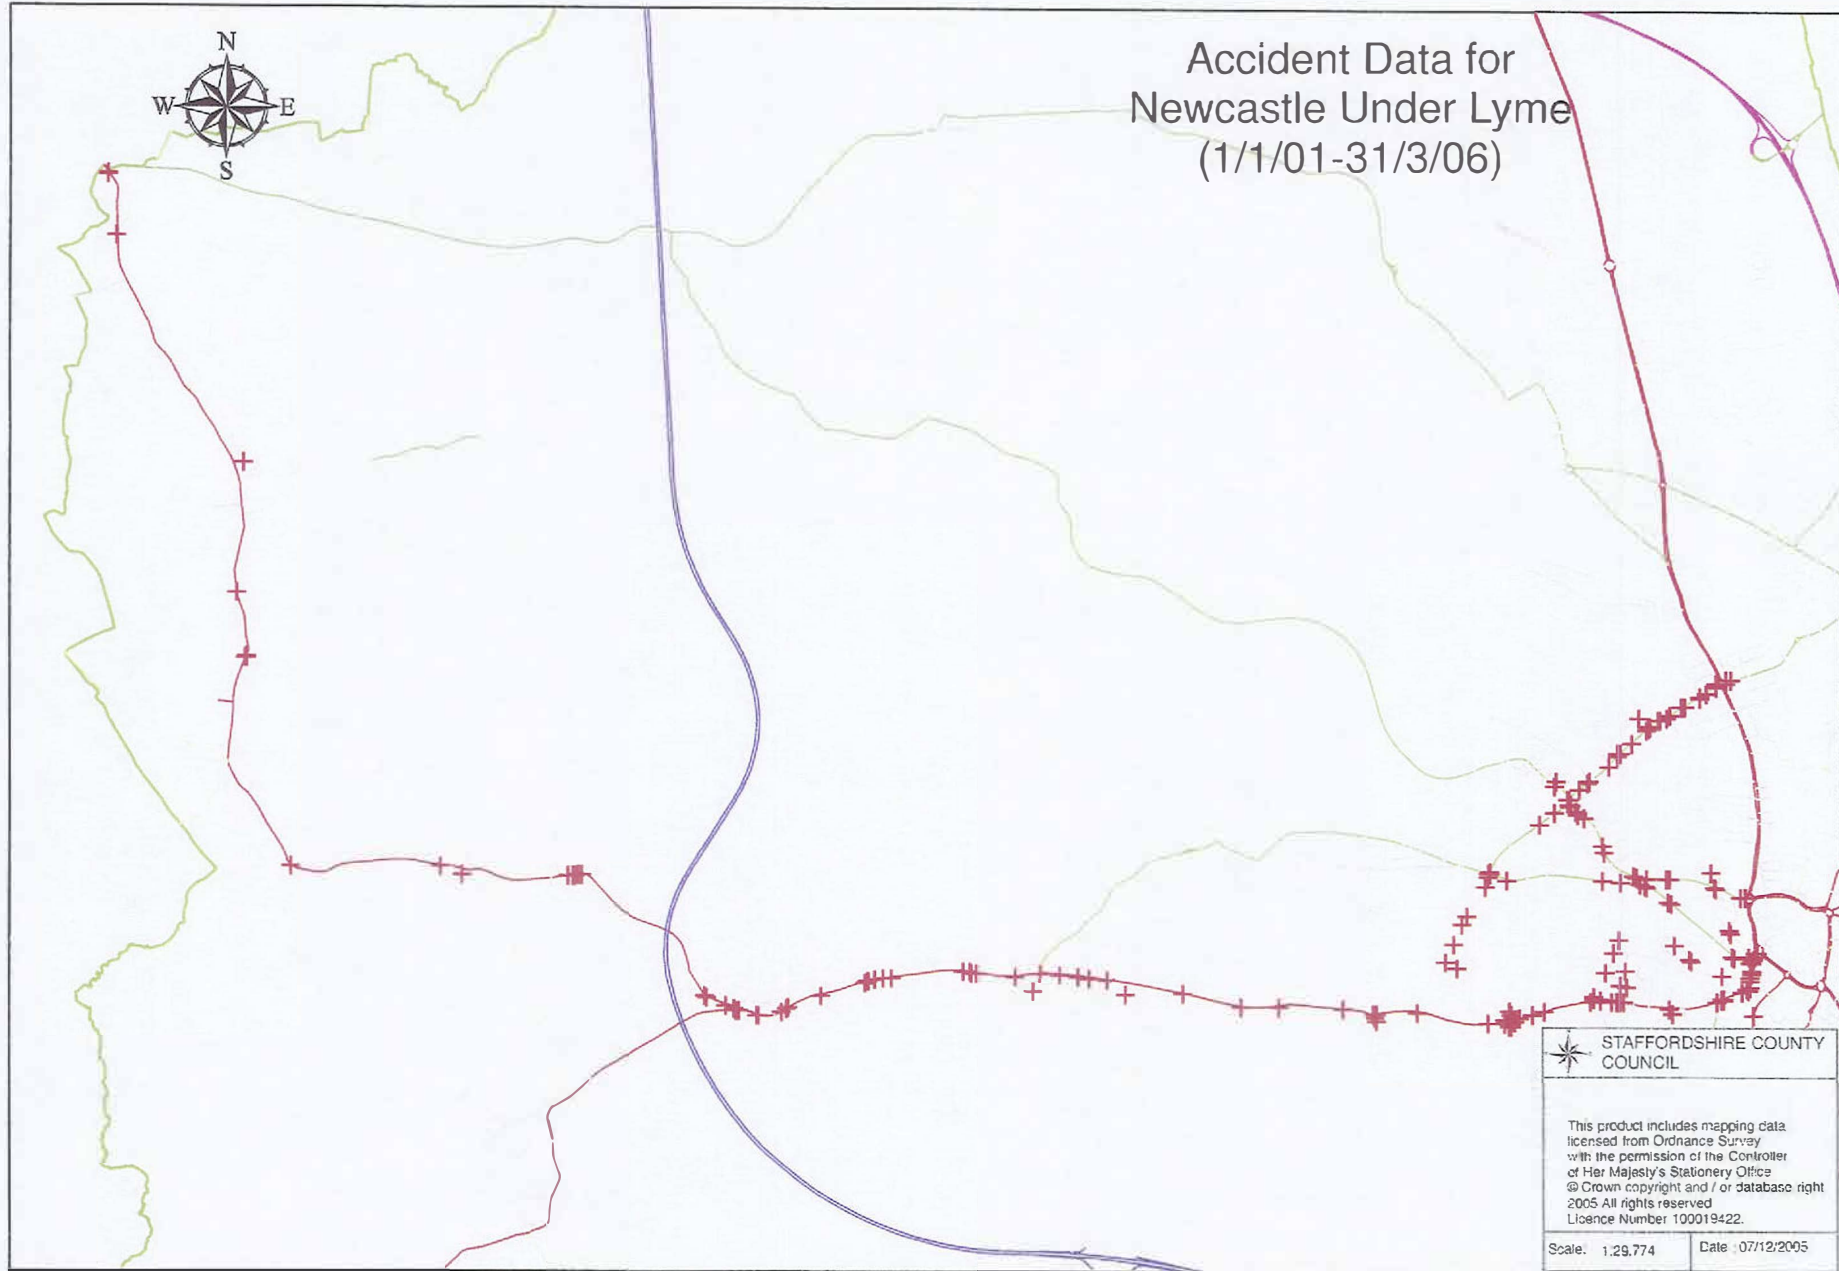 N
W
E
S
Accident Data for
Newcastle Under Lyme
(1/1/01-31/3/06)
STAFFORDSHIRE COUNTY
COUNCIL
This product includes mapping data
licensed from Ordnance Survey
with the permission of the Controller
of Her Majesty's Stationery Office
© Crown copyright and / or database right
2005 All rights reserved
Licence Number 100019422.
Scale: 1:29,774
Date : 07/12/2005